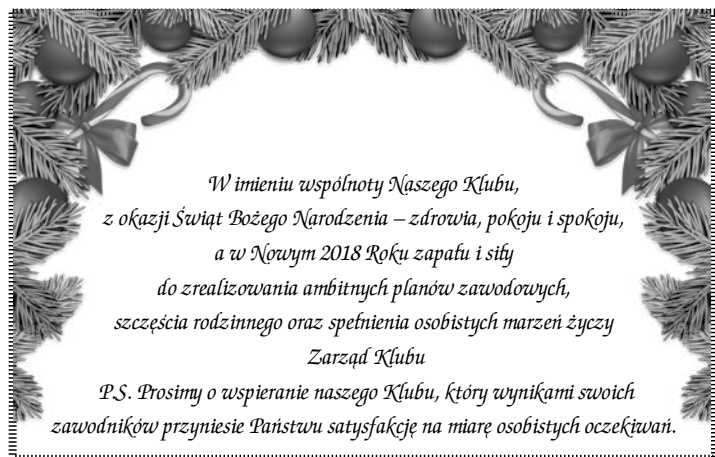 W imieniu wspólnoty Naszego Klubu,
z okazji Świąt Bożego Narodzenia – zdrowia, pokoju i spokoju,
a w Nowym 2018 Roku zapału i siły
do zrealizowania ambitnych planów zawodowych,
szczęścia rodzinnego oraz spełnienia osobistych marzeń życzy
Zarząd Klubu
P.S. Prosimy o wspieranie naszego Klubu, który wynikami swoich
zawodników przyniesie Państwu satysfakcję na miarę osobistych oczekiwań.